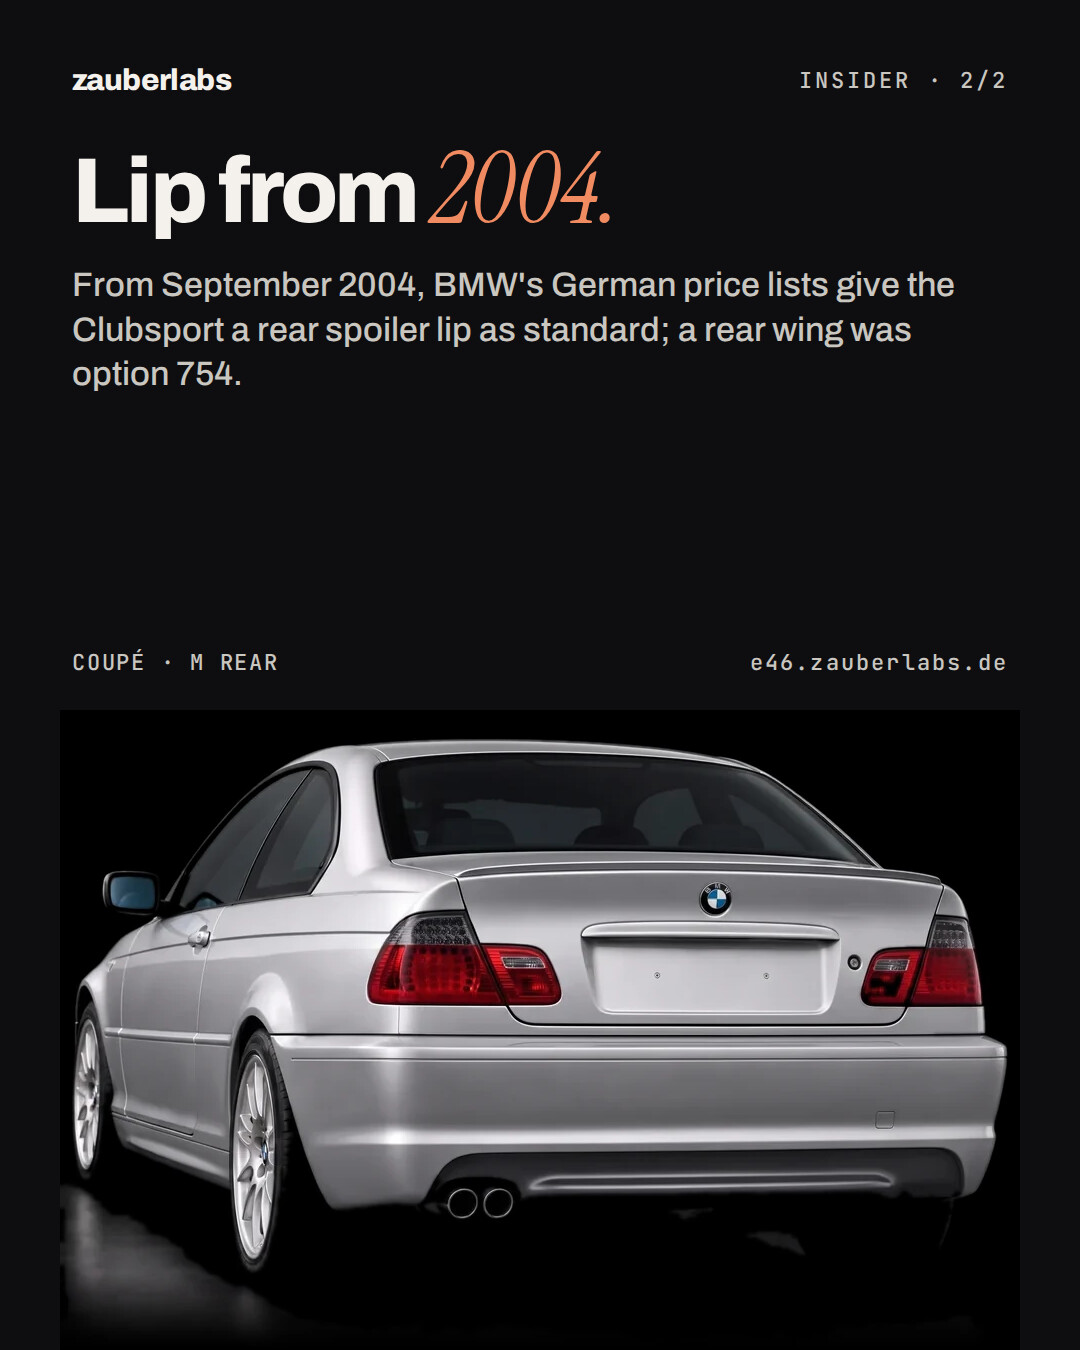 zauberlabs
INSIDER · 2/2
Lip from 2004.
From September 2004, BMW's German price lists give the
Clubsport a rear spoiler lip as standard; a rear wing was
option 754.
COUPÉ · M REAR
e46.zauberlabs.de
BMW